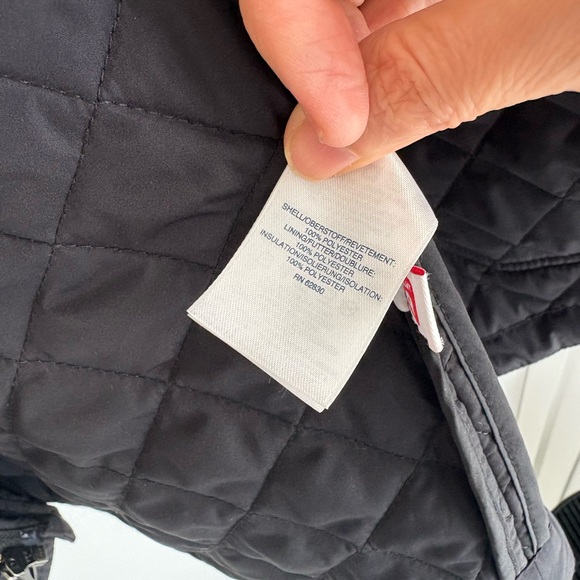 SHELL/OBERSTOFF/REVETEMENT:
100% POLYESTER
LINING/FUTTER/DOUBLURE:
100% POLYESTER
INSULATION/ISOLIERUNG/ISOLATION:
100% POLYESTER
RN 62830